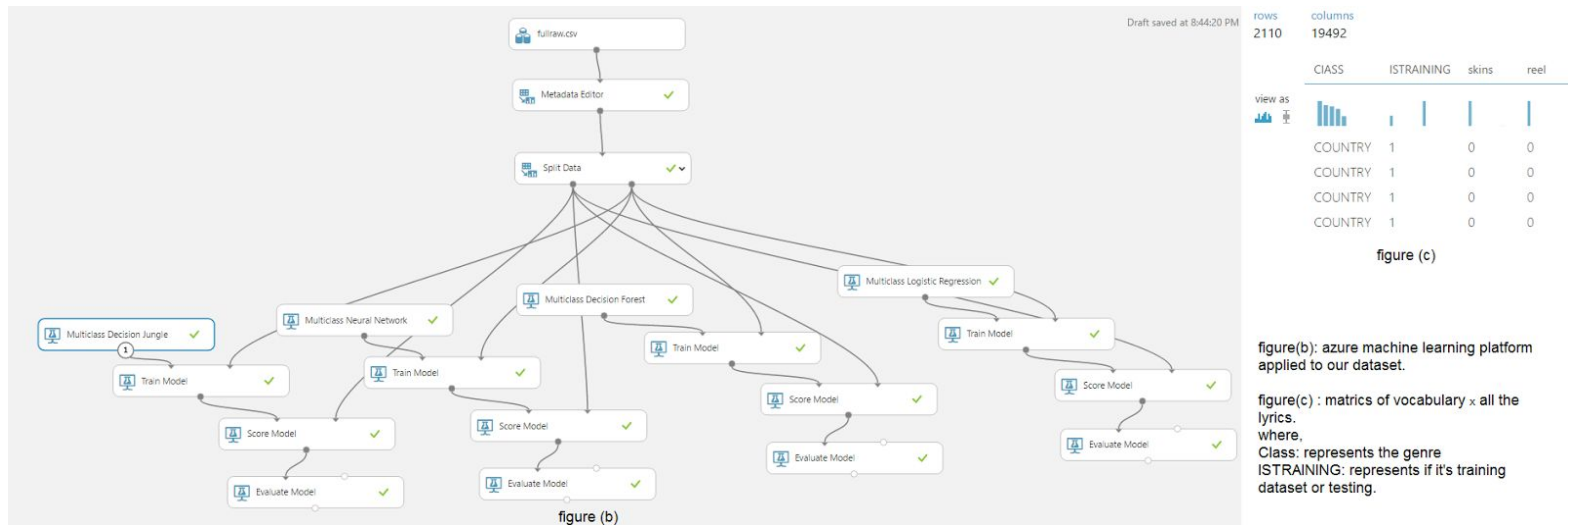 fullraw.csv
Draft saved at 8:44:20 PM
Metadata Editor
Split Data
Multiclass Logistic Regression
Multiclass Decision Forest
Multiclass Neural Network
Multiclass Decision Jungle
1
Train Model
Train Model
Train Model
Train Model
Score Model
Score Model
Score Model
Score Model
Evaluate Model
Evaluate Model
Evaluate Model
Evaluate Model
figure (b)
rows columns
2110 19492
CIASS ISTRAINING skins reel
view as
COUNTRY 1 0 0
COUNTRY 1 0 0
COUNTRY 1 0 0
COUNTRY 1 0 0
figure (c)
figure(b): azure machine learning platform
applied to our dataset.
figure(c) : matrics of vocabulary x all the
lyrics.
where,
Class: represents the genre
ISTRAINING: represents if it's training
dataset or testing.